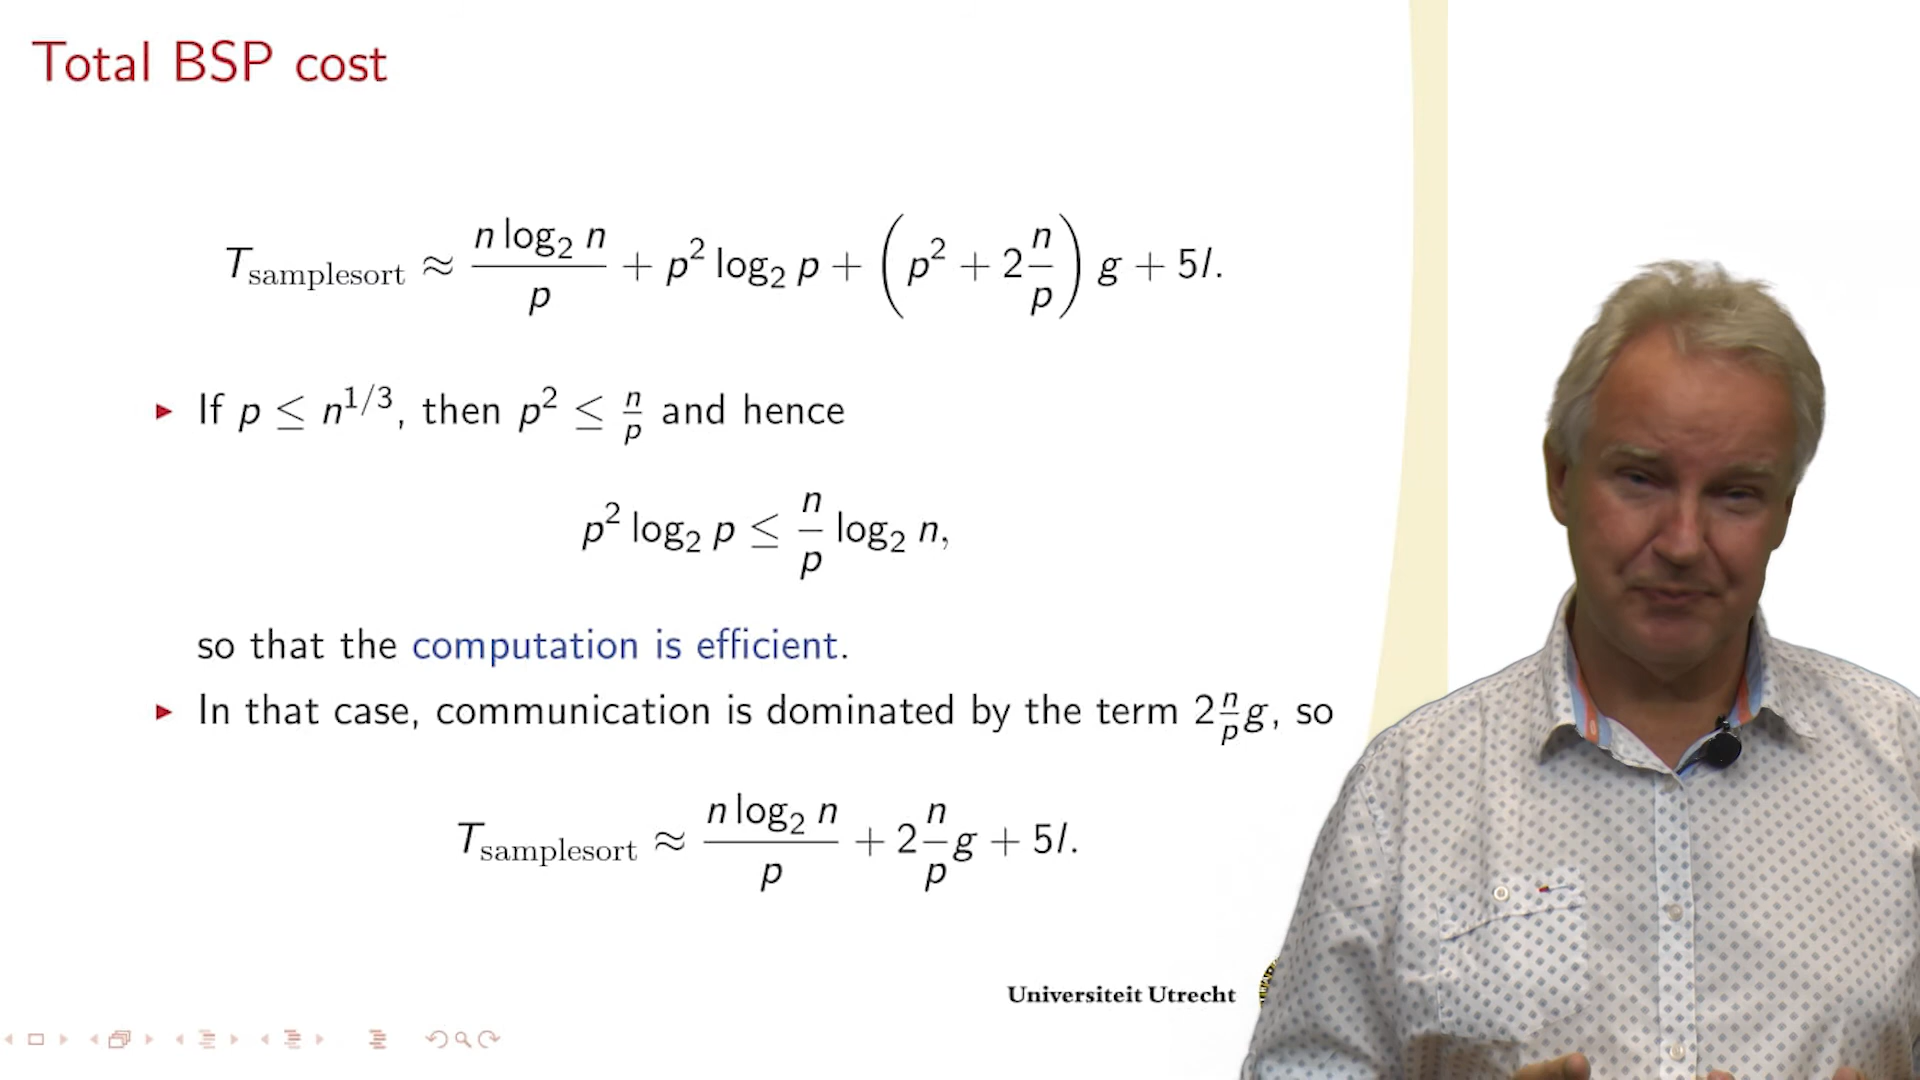 Total BSP cost
T_samplesort ≈ (n log₂ n)/p + p² log₂ p + (p² + 2 n/p) g + 5l.
▸ If p ≤ n^{1/3}, then p² ≤ n/p and hence
p² log₂ p ≤ n/p log₂ n,
so that the computation is efficient.
▸ In that case, communication is dominated by the term 2 n/p g, so
T_samplesort ≈ (n log₂ n)/p + 2 n/p g + 5l.
Universiteit Utrecht